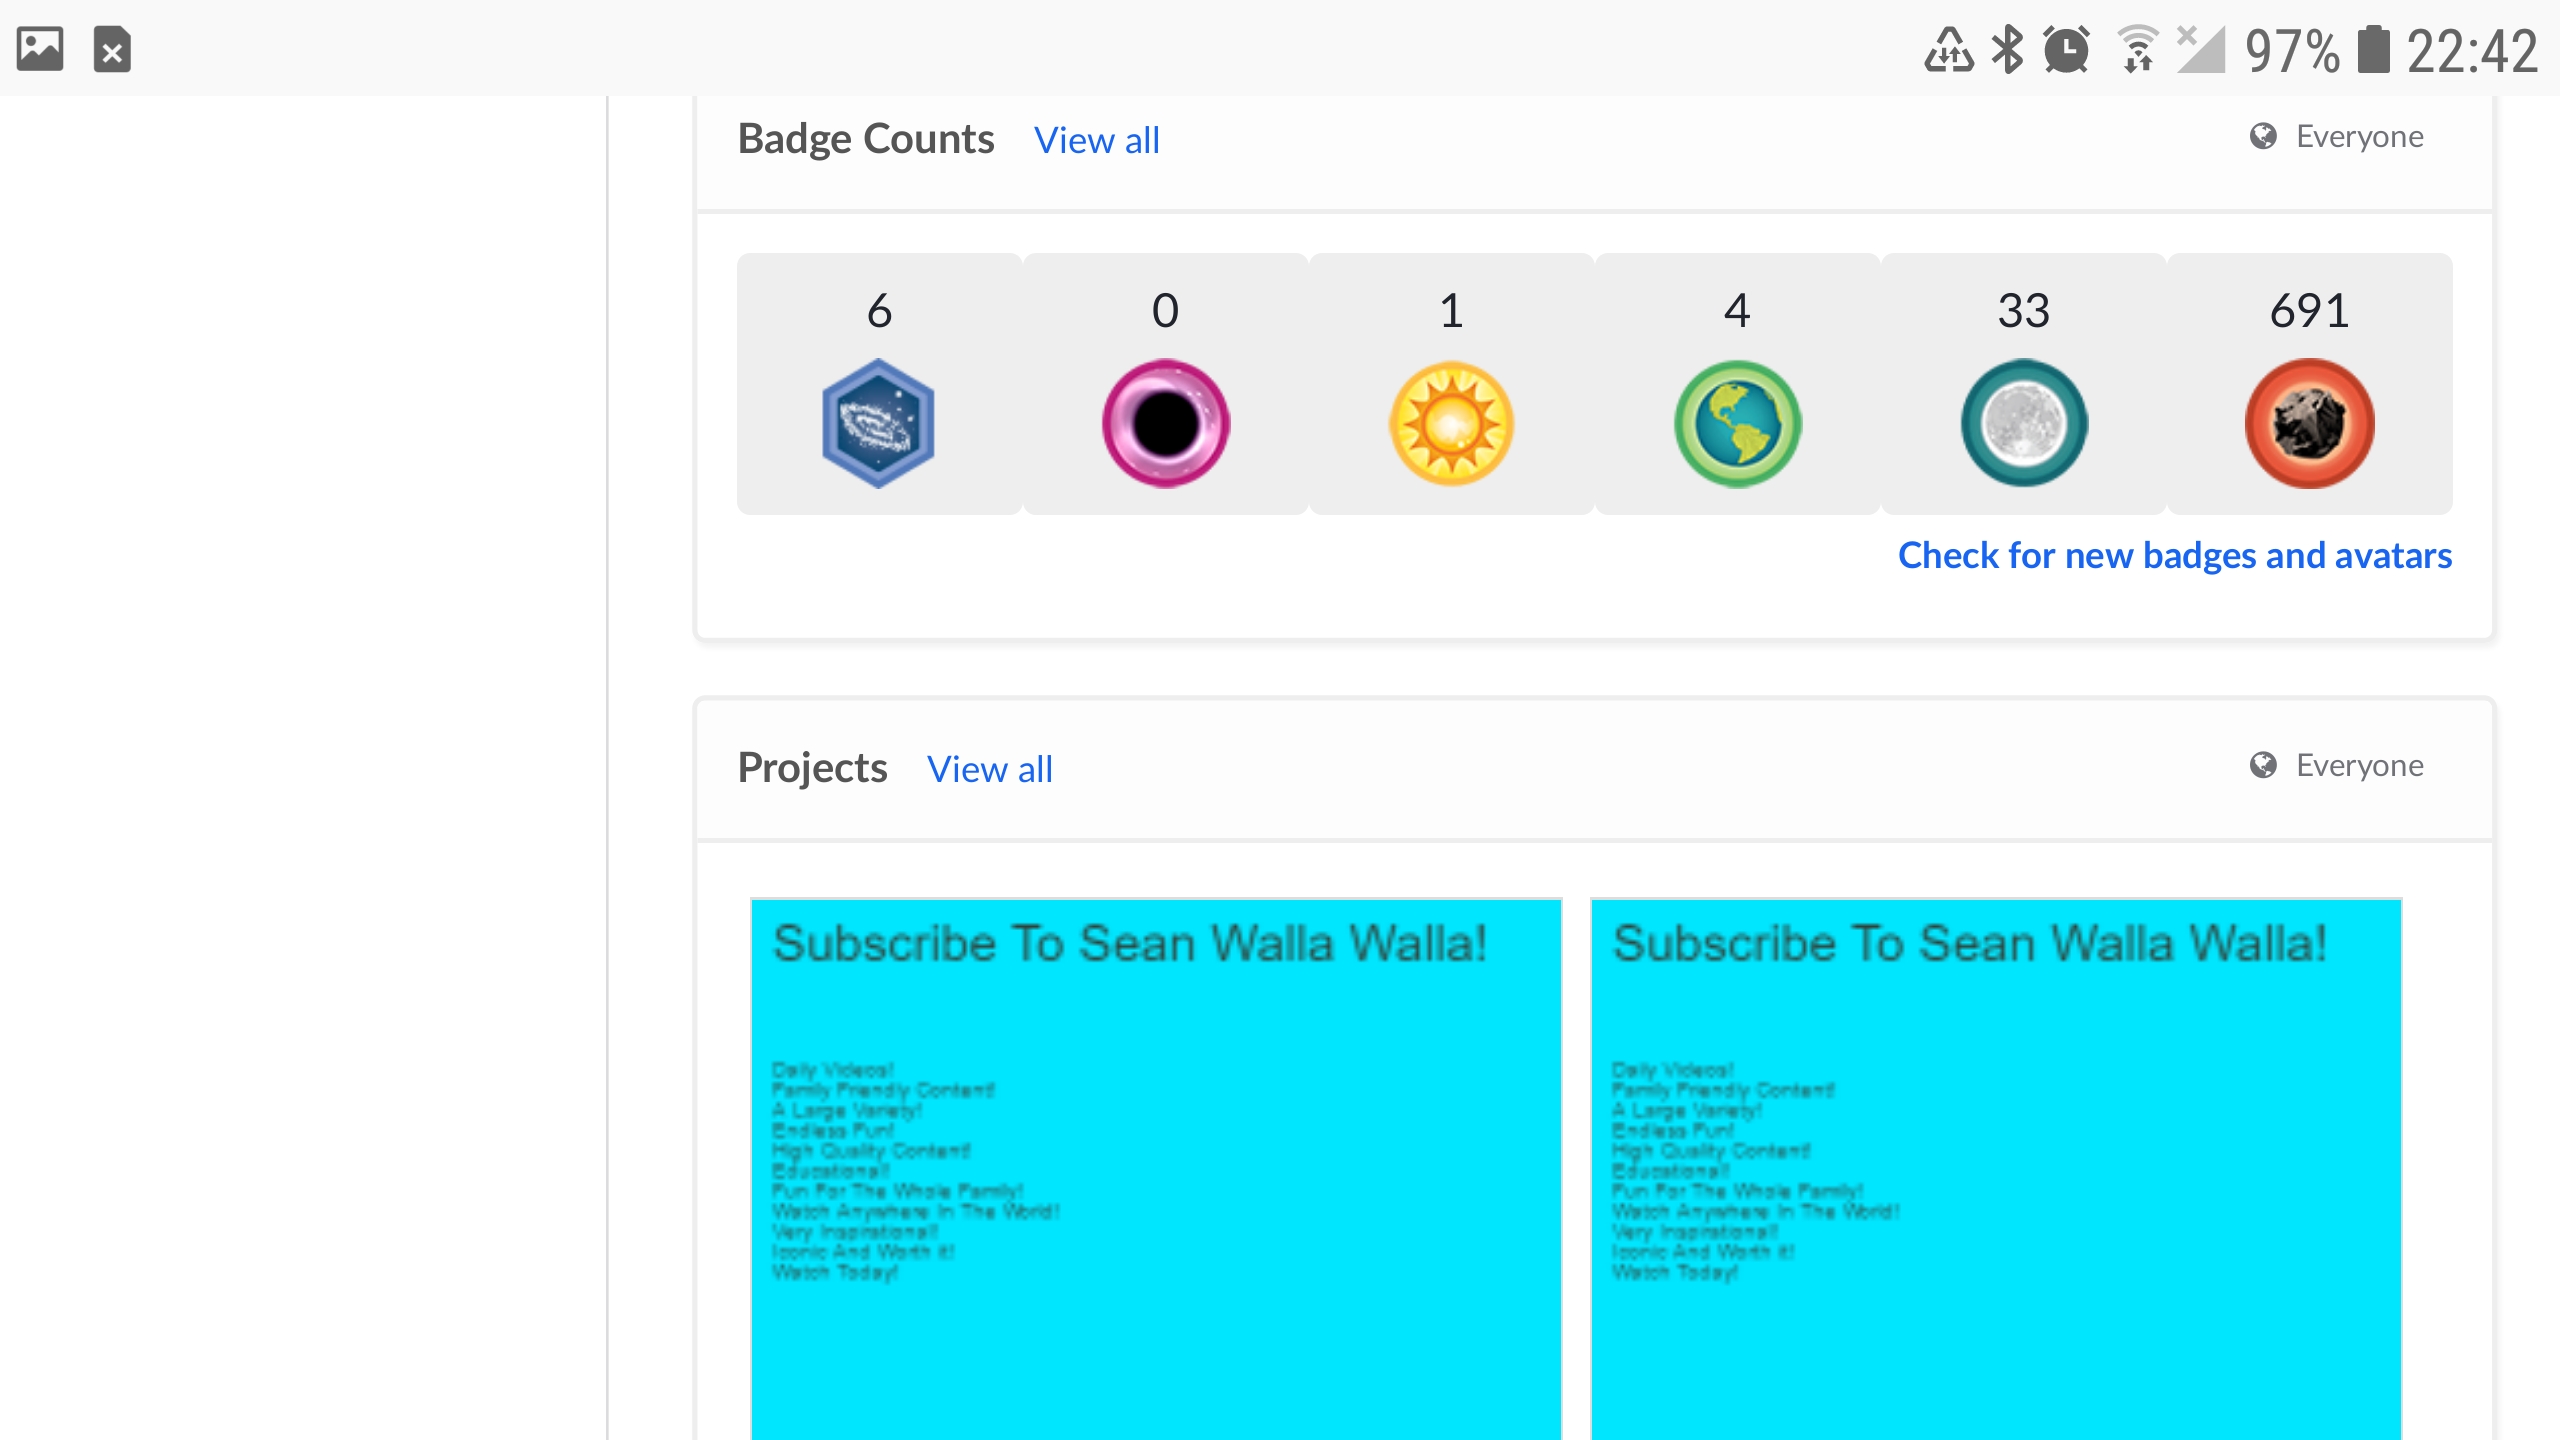 97% 22:42
Badge Counts View all Everyone
6 0 1 4 33 691
Check for new badges and avatars
Projects View all Everyone
Subscribe To Sean Walla Walla!
Daily Videos!
Family Friendly Content!
A Large Variety!
Endless Fun!
High Quality Content!
Educational!
Fun For The Whole Family!
Watch Anywhere In The World!
Very Inspirational!
Iconic And Worth it!
Watch Today!
Subscribe To Sean Walla Walla!
Daily Videos!
Family Friendly Content!
A Large Variety!
Endless Fun!
High Quality Content!
Educational!
Fun For The Whole Family!
Watch Anywhere In The World!
Very Inspirational!
Iconic And Worth it!
Watch Today!